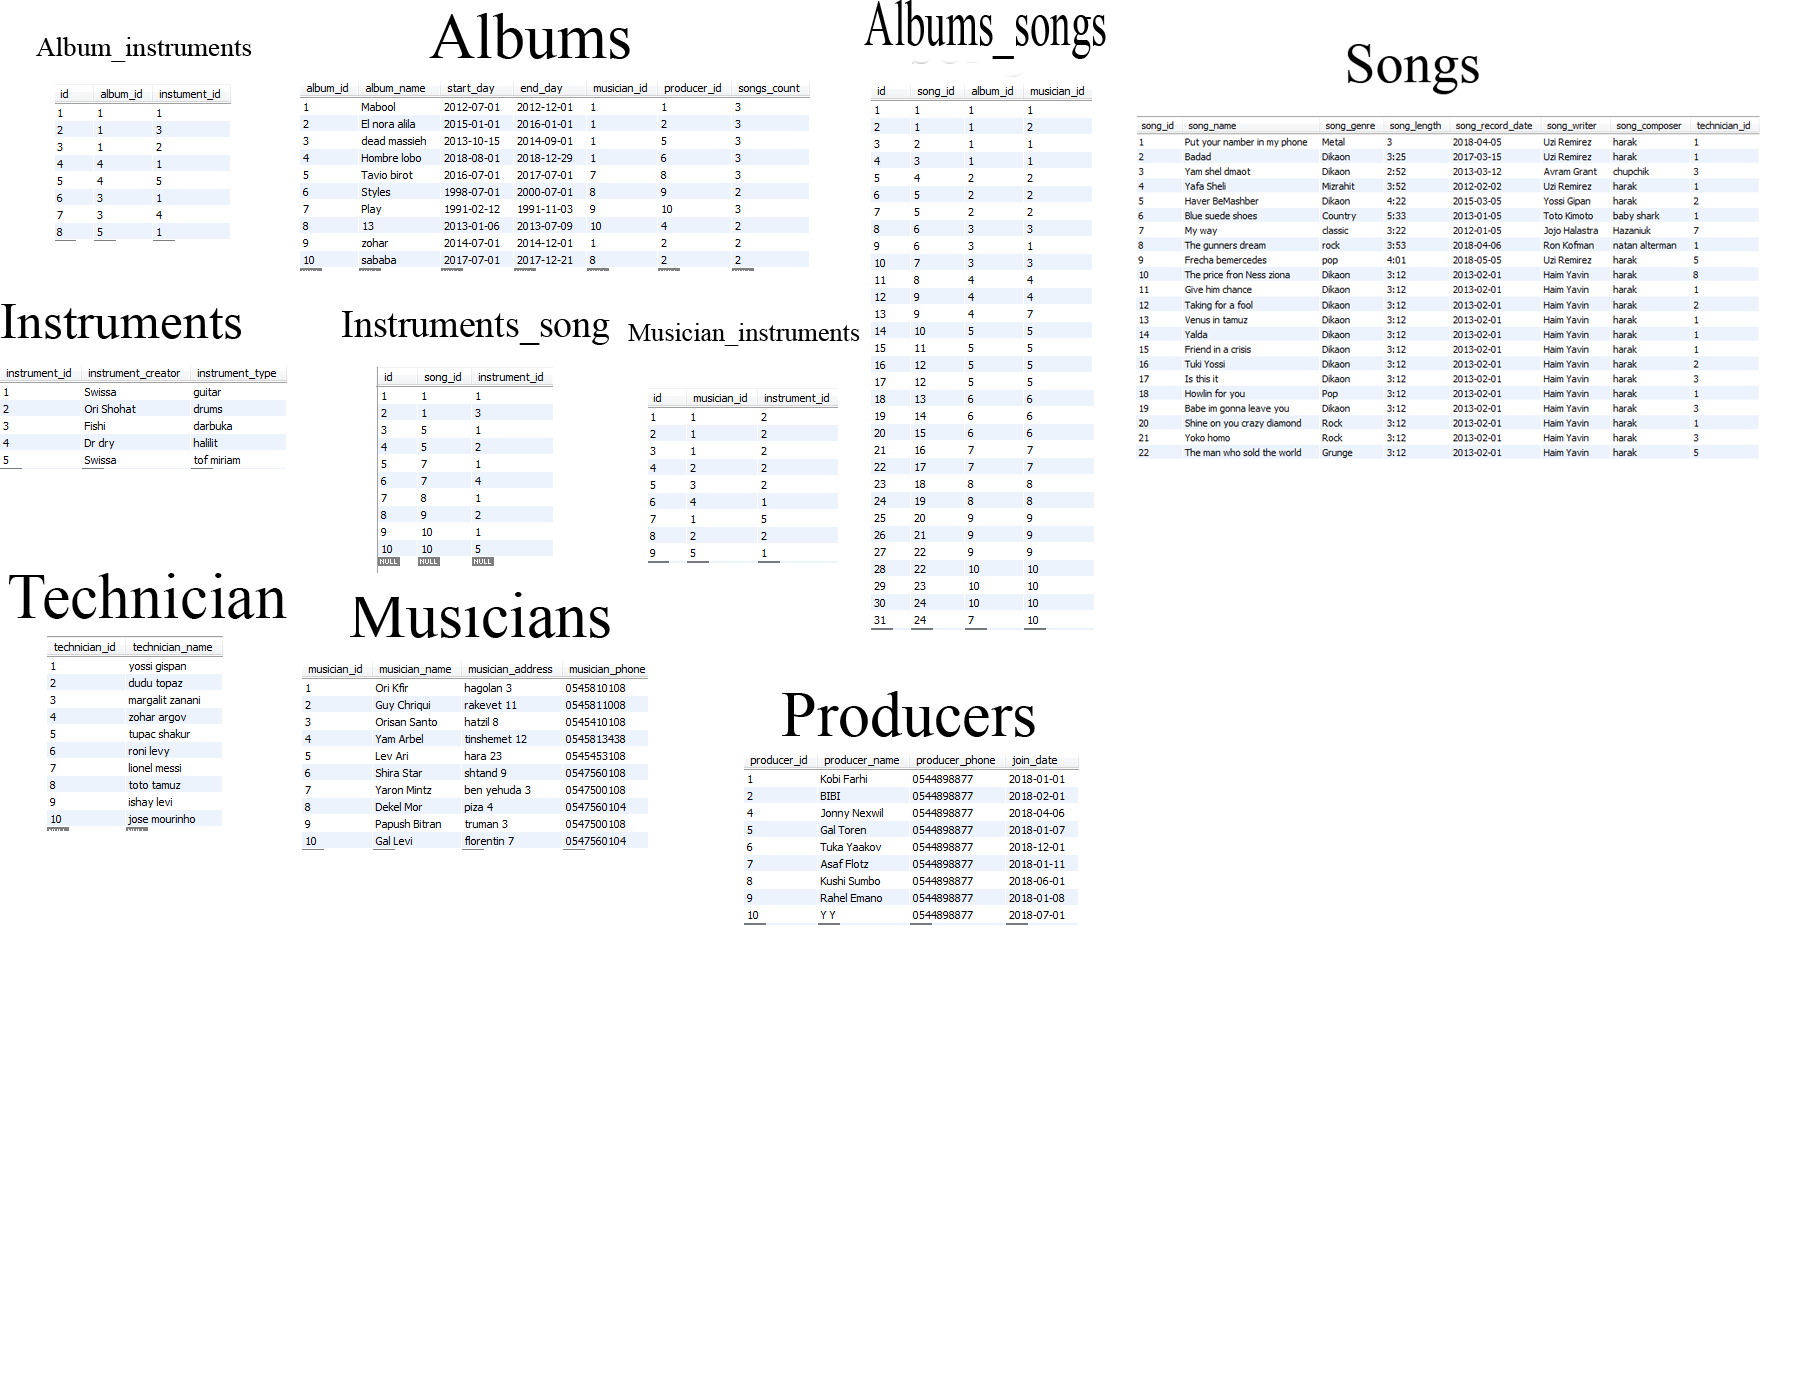 Album_instruments
id album_id instument_id
1 1 1
2 1 3
3 1 2
4 4 1
5 4 5
6 3 1
7 3 4
8 5 1
Albums
album_id album_name start_day end_day musician_id producer_id songs_count
1 Mabool 2012-07-01 2012-12-01 1 1 3
2 El nora alila 2015-01-01 2016-01-01 1 2 3
3 dead massieh 2013-10-15 2014-09-01 1 5 3
4 Hombre lobo 2018-08-01 2018-12-29 1 6 3
5 Tavio birot 2016-07-01 2017-07-01 7 8 3
6 Styles 1998-07-01 2000-07-01 8 9 2
7 Play 1991-02-12 1991-11-03 9 10 3
8 13 2013-01-06 2013-07-09 10 4 2
9 zohar 2014-07-01 2014-12-01 1 2 2
10 sababa 2017-07-01 2017-12-21 8 2 2
Albums_songs
id song_id album_id musician_id
1 1 1 1
2 1 1 2
3 2 1 1
4 3 1 1
5 4 2 2
6 5 2 2
7 5 2 2
8 6 3 3
9 6 3 1
10 7 3 3
11 8 4 4
12 9 4 4
13 9 4 7
14 10 5 5
15 11 5 5
16 12 5 5
17 12 5 5
18 13 6 6
19 14 6 6
20 15 6 6
21 16 7 7
22 17 7 7
23 18 8 8
24 19 8 8
25 20 9 9
26 21 9 9
27 22 9 9
28 22 10 10
29 23 10 10
30 24 10 10
31 24 7 10
Songs
song_id song_name song_genre song_length song_record_date song_writer song_composer technician_id
1 Put your namber in my phone Metal 3 2018-04-05 Uzi Remirez harak 1
2 Badad Dikaon 3:25 2017-03-15 Uzi Remirez harak 1
3 Yam shel dmaot Dikaon 2:52 2013-03-12 Avram Grant chupchik 3
4 Yafa Sheli Mizrahit 3:52 2012-02-02 Uzi Remirez harak 1
5 Haver BeMashber Dikaon 4:22 2015-03-05 Yossi Gipan harak 2
6 Blue suede shoes Country 5:33 2013-01-05 Toto Kimoto baby shark 1
7 My way classic 3:22 2012-01-05 Jojo Halastra Hazaniuk 7
8 The gunners dream rock 3:53 2018-04-06 Ron Kofman natan alterman 1
9 Frecha bemercedes pop 4:01 2018-05-05 Uzi Remirez harak 5
10 The price fron Ness ziona Dikaon 3:12 2013-02-01 Haim Yavin harak 8
11 Give him chance Dikaon 3:12 2013-02-01 Haim Yavin harak 1
12 Taking for a fool Dikaon 3:12 2013-02-01 Haim Yavin harak 2
13 Venus in tamuz Dikaon 3:12 2013-02-01 Haim Yavin harak 1
14 Yalda Dikaon 3:12 2013-02-01 Haim Yavin harak 1
15 Friend in a crisis Dikaon 3:12 2013-02-01 Haim Yavin harak 1
16 Tuki Yossi Dikaon 3:12 2013-02-01 Haim Yavin harak 2
17 Is this it Dikaon 3:12 2013-02-01 Haim Yavin harak 3
18 Howlin for you Pop 3:12 2013-02-01 Haim Yavin harak 1
19 Babe im gonna leave you Dikaon 3:12 2013-02-01 Haim Yavin harak 3
20 Shine on you crazy diamond Rock 3:12 2013-02-01 Haim Yavin harak 1
21 Yoko homo Rock 3:12 2013-02-01 Haim Yavin harak 3
22 The man who sold the world Grunge 3:12 2013-02-01 Haim Yavin harak 5
Instruments
instrument_id instrument_creator instrument_type
1 Swissa guitar
2 Ori Shohat drums
3 Fishi darbuka
4 Dr dry halilit
5 Swissa tof miriam
Instruments_song
id song_id instrument_id
1 1 1
2 1 3
3 5 1
4 5 2
5 7 1
6 7 4
7 8 1
8 9 2
9 10 1
10 10 5
NULL NULL NULL
Musician_instruments
id musician_id instrument_id
1 1 2
2 1 2
3 1 2
4 2 2
5 3 2
6 4 1
7 1 5
8 2 2
9 5 1
Technician
technician_id technician_name
1 yossi gispan
2 dudu topaz
3 margalit zanani
4 zohar argov
5 tupac shakur
6 roni levy
7 lionel messi
8 toto tamuz
9 ishay levi
10 jose mourinho
Musicians
musician_id musician_name musician_address musician_phone
1 Ori Kfir hagolan 3 0545810108
2 Guy Chriqui rakevet 11 0545811008
3 Orisan Santo hatzil 8 0545410108
4 Yam Arbel tinshemet 12 0545813438
5 Lev Ari hara 23 0545453108
6 Shira Star shtand 9 0547560108
7 Yaron Mintz ben yehuda 3 0547500108
8 Dekel Mor piza 4 0547560104
9 Papush Bitran truman 3 0547500108
10 Gal Levi florentin 7 0547560104
Producers
producer_id producer_name producer_phone join_date
1 Kobi Farhi 0544898877 2018-01-01
2 BIBI 0544898877 2018-02-01
4 Jonny Nexwil 0544898877 2018-04-06
5 Gal Toren 0544898877 2018-01-07
6 Tuka Yaakov 0544898877 2018-12-01
7 Asaf Flotz 0544898877 2018-01-11
8 Kushi Sumbo 0544898877 2018-06-01
9 Rahel Emano 0544898877 2018-01-08
10 Y Y 0544898877 2018-07-01